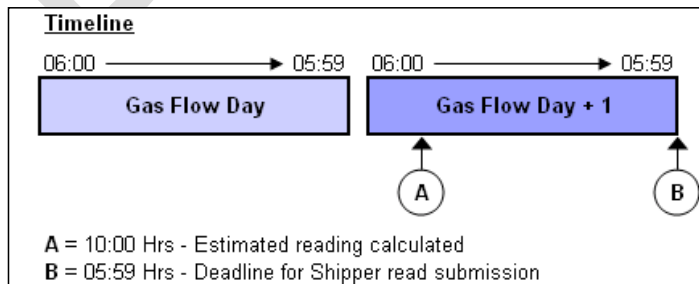 Timeline
06:00 05:59 06:00 05:59
Gas Flow Day Gas Flow Day + 1
A B
A = 10:00 Hrs - Estimated reading calculated
B = 05:59 Hrs - Deadline for Shipper read submission